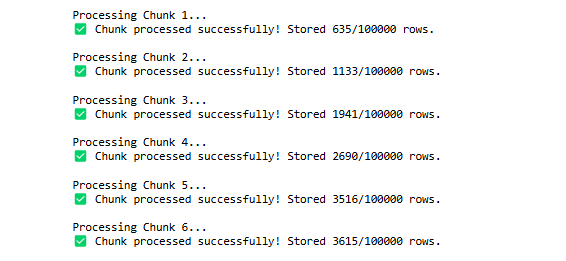 Processing Chunk 1...
✅ Chunk processed successfully! Stored 635/100000 rows.
Processing Chunk 2...
✅ Chunk processed successfully! Stored 1133/100000 rows.
Processing Chunk 3...
✅ Chunk processed successfully! Stored 1941/100000 rows.
Processing Chunk 4...
✅ Chunk processed successfully! Stored 2690/100000 rows.
Processing Chunk 5...
✅ Chunk processed successfully! Stored 3516/100000 rows.
Processing Chunk 6...
✅ Chunk processed successfully! Stored 3615/100000 rows.